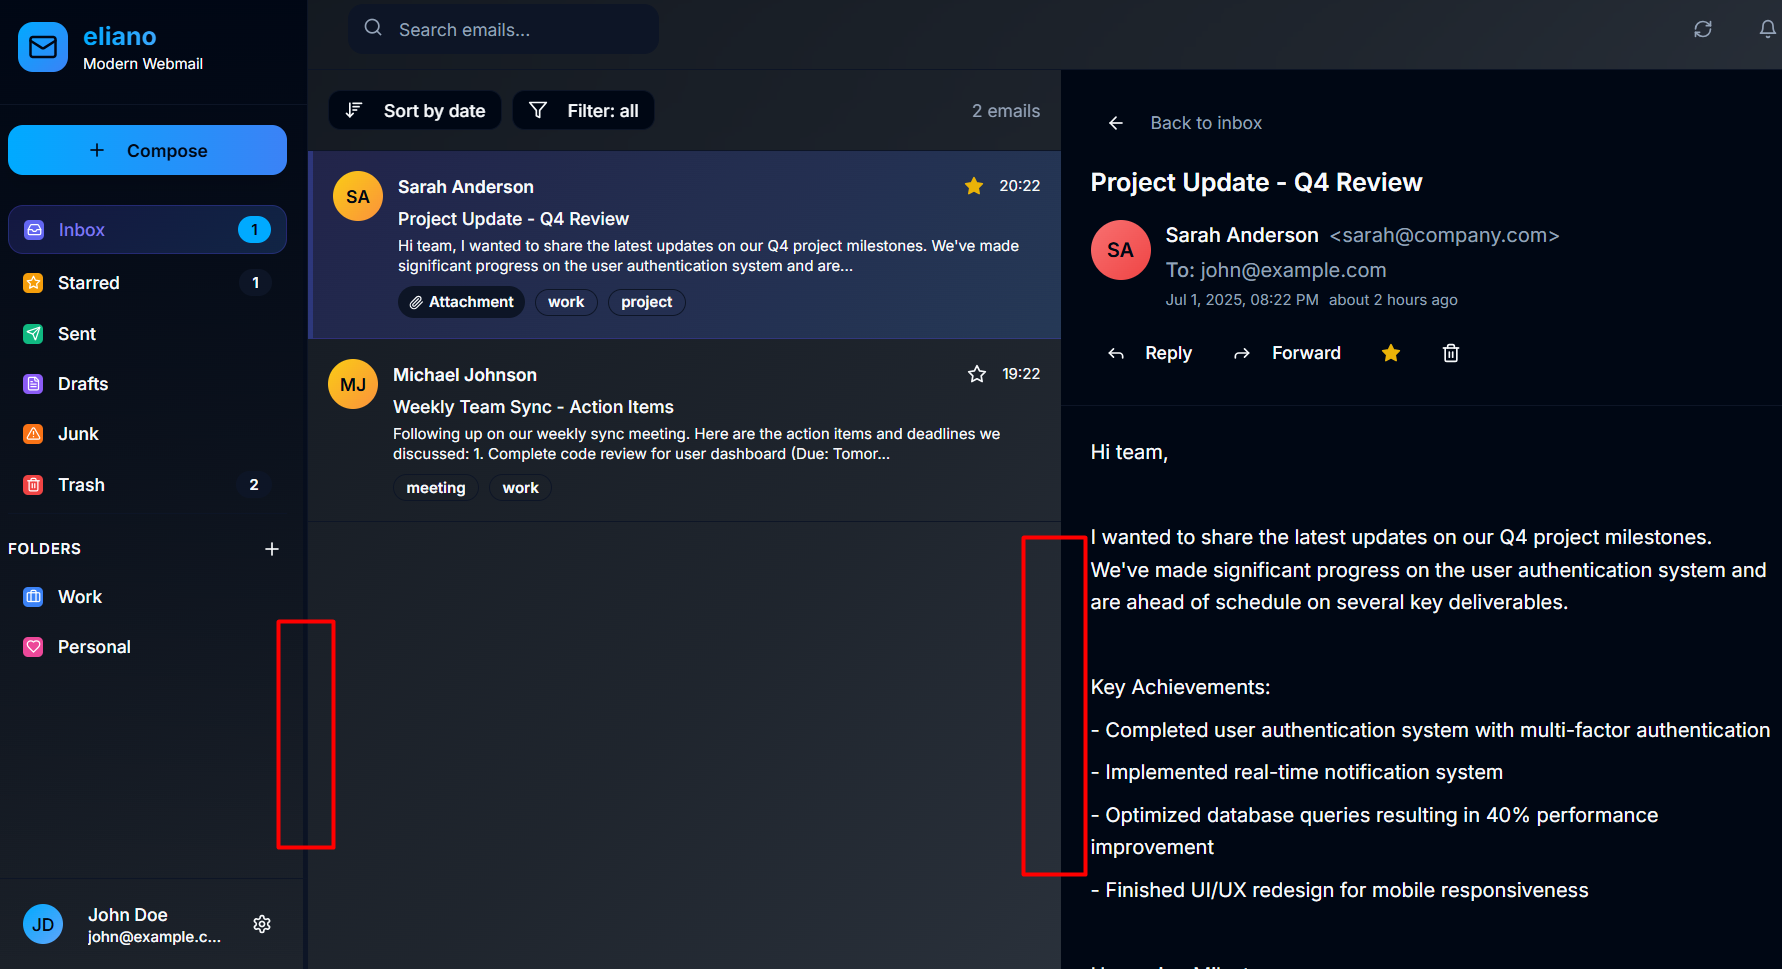 eliano
Modern Webmail
Search emails...
Compose
Inbox 1
Starred 1
Sent
Drafts
Junk
Trash 2
FOLDERS
Work
Personal
JD
John Doe
john@example.c...
Sort by date
Filter: all
2 emails
SA
Sarah Anderson 20:22
Project Update - Q4 Review
Hi team, I wanted to share the latest updates on our Q4 project milestones. We've made
significant progress on the user authentication system and are...
Attachment work project
MJ
Michael Johnson 19:22
Weekly Team Sync - Action Items
Following up on our weekly sync meeting. Here are the action items and deadlines we
discussed: 1. Complete code review for user dashboard (Due: Tomor...
meeting work
Back to inbox
Project Update - Q4 Review
SA
Sarah Anderson <sarah@company.com>
To: john@example.com
Jul 1, 2025, 08:22 PM about 2 hours ago
Reply Forward
Hi team,
I wanted to share the latest updates on our Q4 project milestones.
We've made significant progress on the user authentication system and
are ahead of schedule on several key deliverables.
Key Achievements:
- Completed user authentication system with multi-factor authentication
- Implemented real-time notification system
- Optimized database queries resulting in 40% performance
improvement
- Finished UI/UX redesign for mobile responsiveness